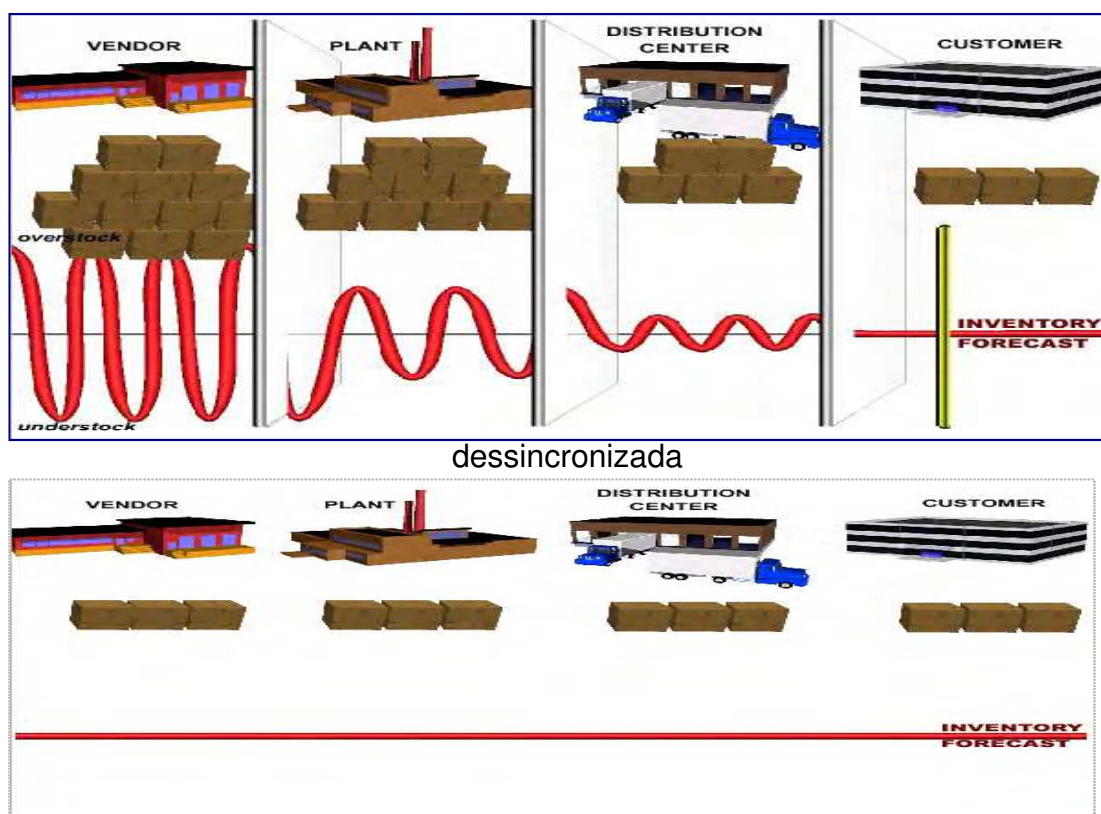 VENDOR
PLANT
DISTRIBUTION
CENTER
CUSTOMER
overstock
INVENTORY
FORECAST
understock
dessincronizada
VENDOR
PLANT
DISTRIBUTION
CENTER
CUSTOMER
INVENTORY
FORECAST